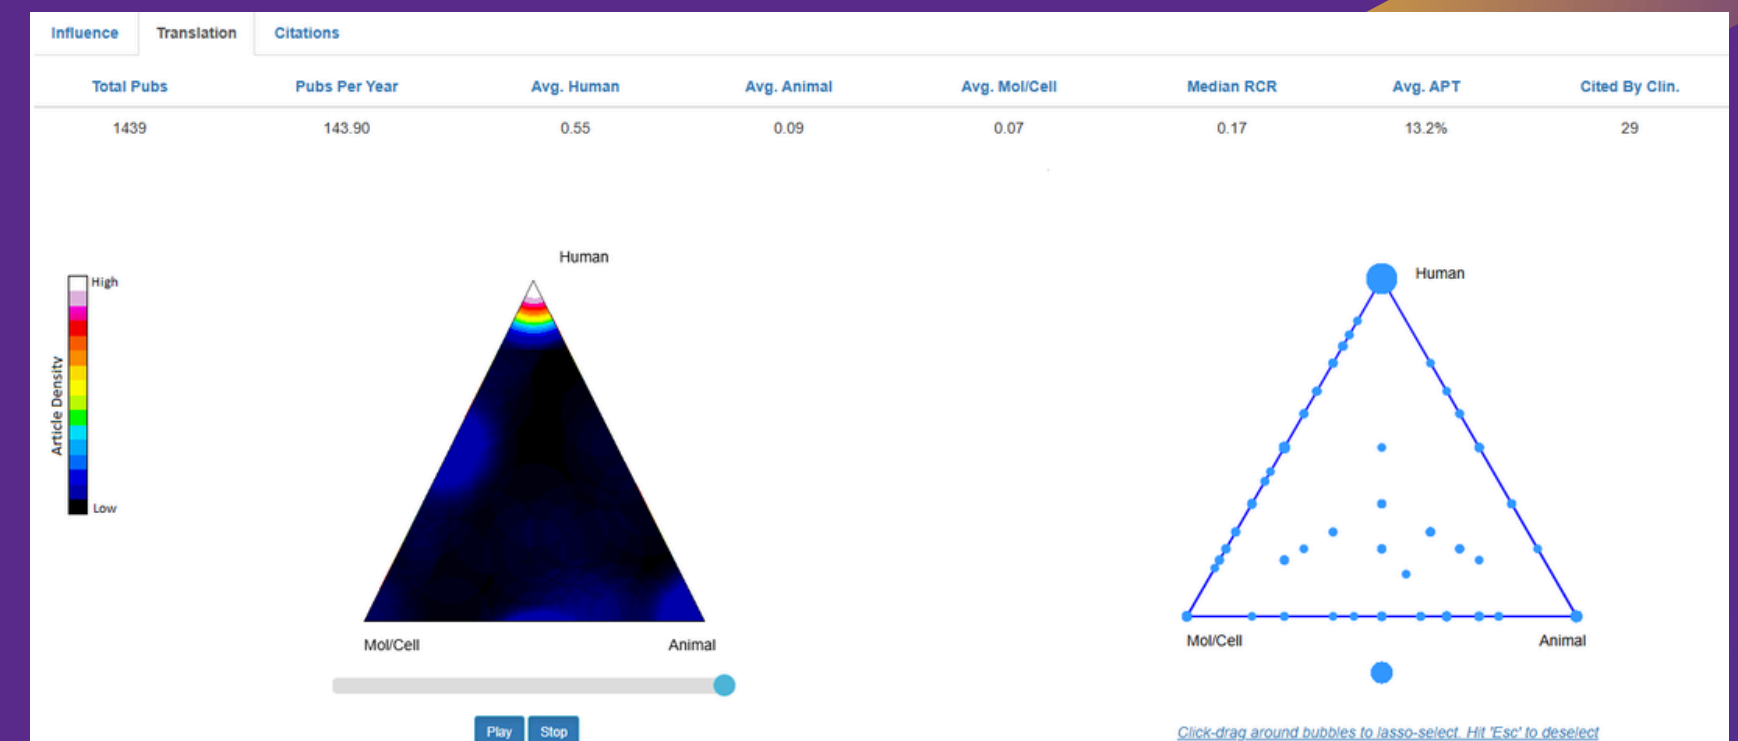 Influence Translation Citations
Total Pubs Pubs Per Year Avg. Human Avg. Animal Avg. Mol/Cell Median RCR Avg. APT Cited By Clin.
1439 143.90 0.55 0.09 0.07 0.17 13.2% 29
Human
High
Article Density
Low
Mol/Cell Animal
Play Stop
Human
Mol/Cell Animal
Click-drag around bubbles to lasso-select. Hit 'Esc' to deselect